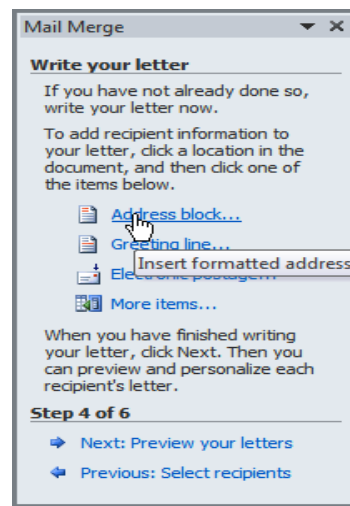 Mail Merge
Write your letter
If you have not already done so,
write your letter now.
To add recipient information to
your letter, click a location in the
document, and then click one of
the items below.
Address block...
Greeting line...
Insert formatted address
Electronic postage...
More items...
When you have finished writing
your letter, click Next. Then you
can preview and personalize each
recipient's letter.
Step 4 of 6
Next: Preview your letters
Previous: Select recipients